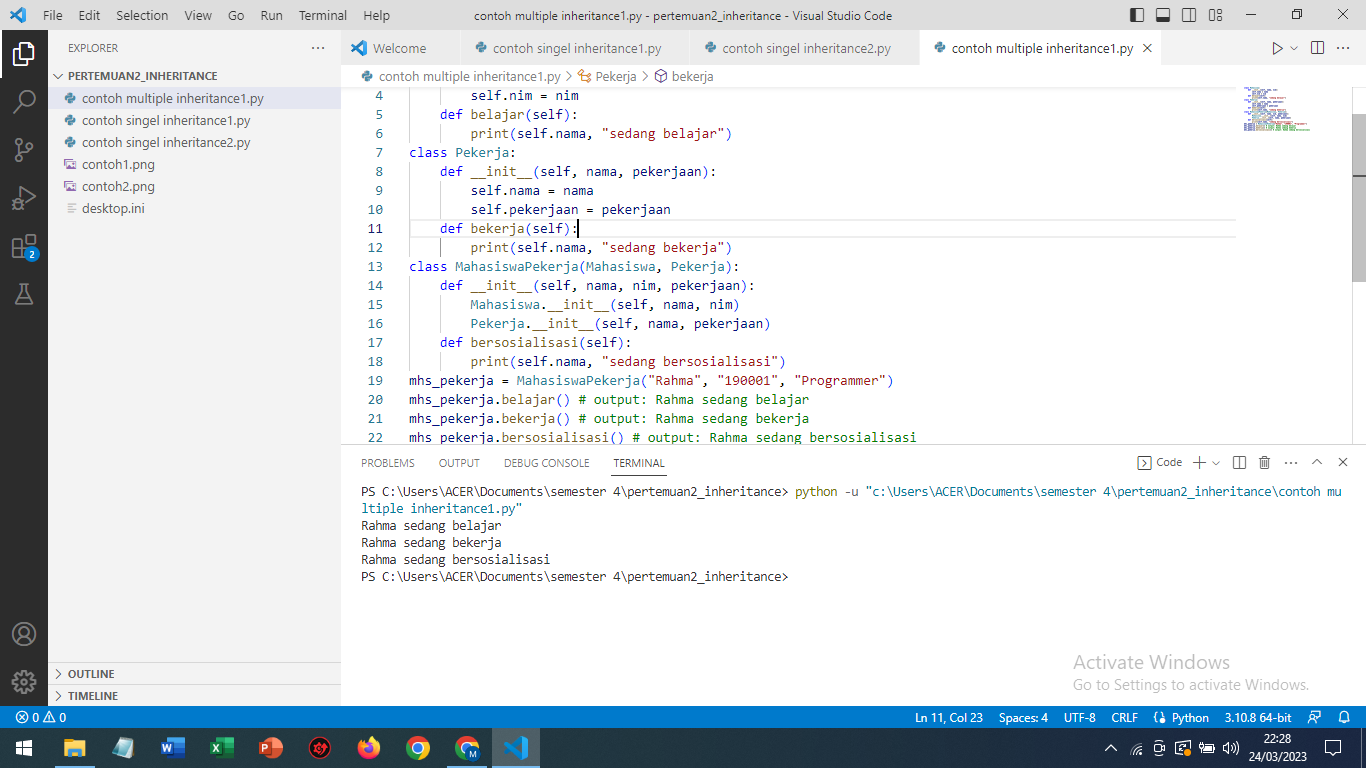 File Edit Selection View Go Run Terminal Help
contoh multiple inheritance1.py - pertemuan2_inheritance - Visual Studio Code
EXPLORER
PERTEMUAN2_INHERITANCE
contoh multiple inheritance1.py
contoh singel inheritance1.py
contoh singel inheritance2.py
contoh1.png
contoh2.png
desktop.ini
OUTLINE
TIMELINE
2
Welcome contoh singel inheritance1.py contoh singel inheritance2.py contoh multiple inheritance1.py
contoh multiple inheritance1.py > Pekerja > bekerja
4 self.nim = nim
5 def belajar(self):
6 print(self.nama, "sedang belajar")
7 class Pekerja:
8 def __init__(self, nama, pekerjaan):
9 self.nama = nama
10 self.pekerjaan = pekerjaan
11 def bekerja(self):
12 print(self.nama, "sedang bekerja")
13 class MahasiswaPekerja(Mahasiswa, Pekerja):
14 def __init__(self, nama, nim, pekerjaan):
15 Mahasiswa.__init__(self, nama, nim)
16 Pekerja.__init__(self, nama, pekerjaan)
17 def bersosialisasi(self):
18 print(self.nama, "sedang bersosialisasi")
19 mhs_pekerja = MahasiswaPekerja("Rahma", "190001", "Programmer")
20 mhs_pekerja.belajar() # output: Rahma sedang belajar
21 mhs_pekerja.bekerja() # output: Rahma sedang bekerja
22 mhs_pekerja.bersosialisasi() # output: Rahma sedang bersosialisasi
PROBLEMS OUTPUT DEBUG CONSOLE TERMINAL Code
PS C:\Users\ACER\Documents\semester 4\pertemuan2_inheritance> python -u "c:\Users\ACER\Documents\semester 4\pertemuan2_inheritance\contoh mu
ltiple inheritance1.py"
Rahma sedang belajar
Rahma sedang bekerja
Rahma sedang bersosialisasi
PS C:\Users\ACER\Documents\semester 4\pertemuan2_inheritance>
Activate Windows
Go to Settings to activate Windows.
0 0 Ln 11, Col 23 Spaces: 4 UTF-8 CRLF Python 3.10.8 64-bit
22:28
24/03/2023